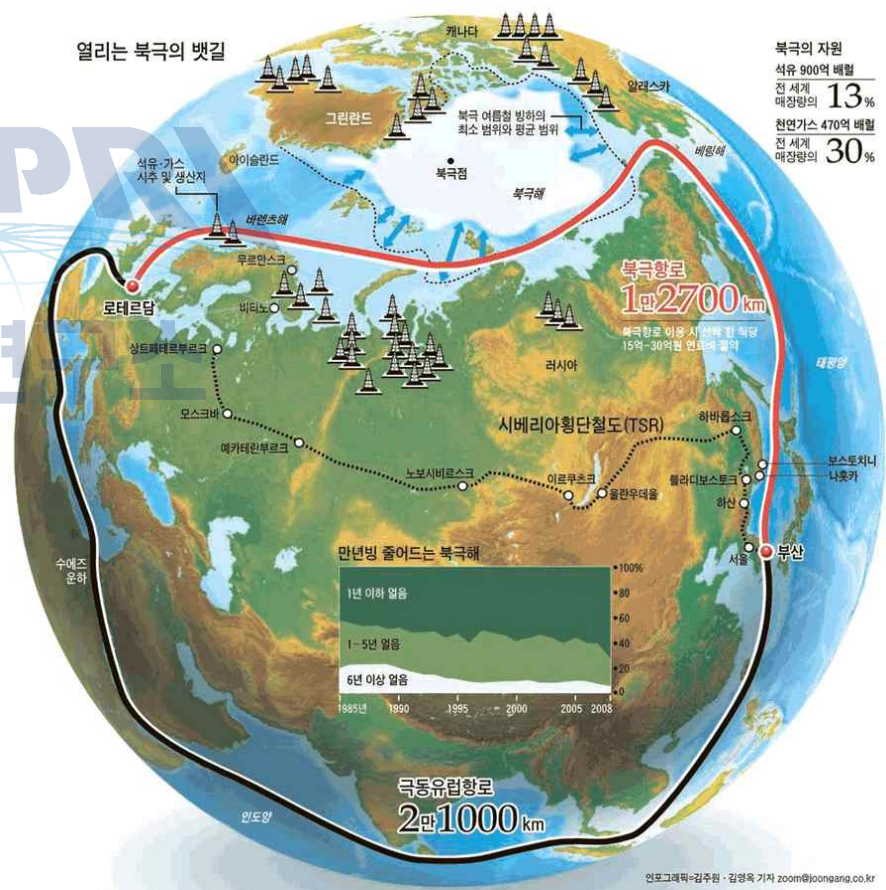 열리는 북극의 뱃길
캐나다
북극의 자원
석유 900억 배럴
전 세계
매장량의 13%
천연가스 470억 배럴
전 세계
매장량의 30%
알래스카
그린란드
북극 여름철 빙하의
최소 범위와 평균 범위
베링해
아이슬란드
석유·가스
시추 및 생산지
북극점
북극해
바렌츠해
무르만스크
로테르담
비티노
북극항로
1만2700 km
북극항로 이용 시 선박 한 척당
15억~30억원 연료비 절약
상트페테르부르크
러시아
태평양
모스크바
시베리아횡단철도(TSR)
하바롭스크
예카테린부르크
노보시비르스크
이르쿠츠크
울란우데울
블라디보스토크
보스토치니
나홋카
하산
만년빙 줄어드는 북극해
서울
부산
수에즈
운하
100%
80
60
40
20
0
1년 이하 얼음
1~5년 얼음
6년 이상 얼음
1985년 1990 1995 2000 2005 2008
극동유럽항로
2만1000 km
인도양
인포그래픽=김주원·김영옥 기자 zoom@joongang.co.kr